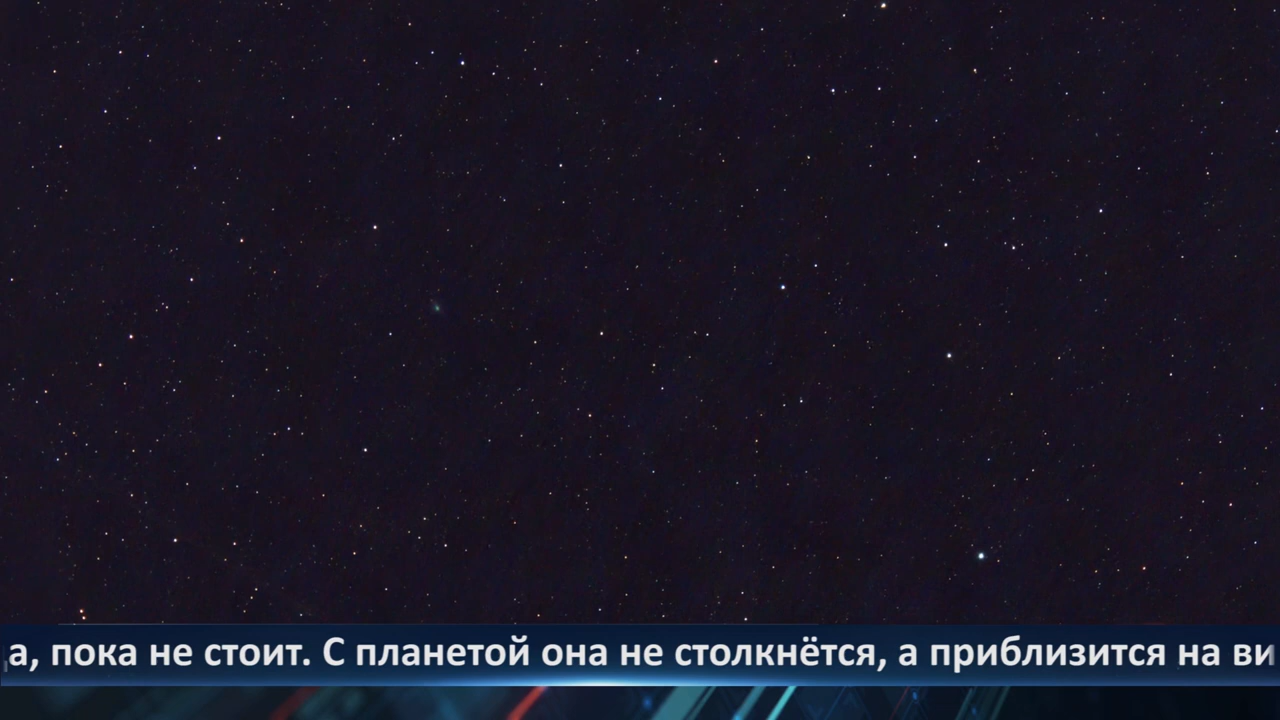 а, пока не стоит. С планетой она не столкнётся, а приблизится на ви